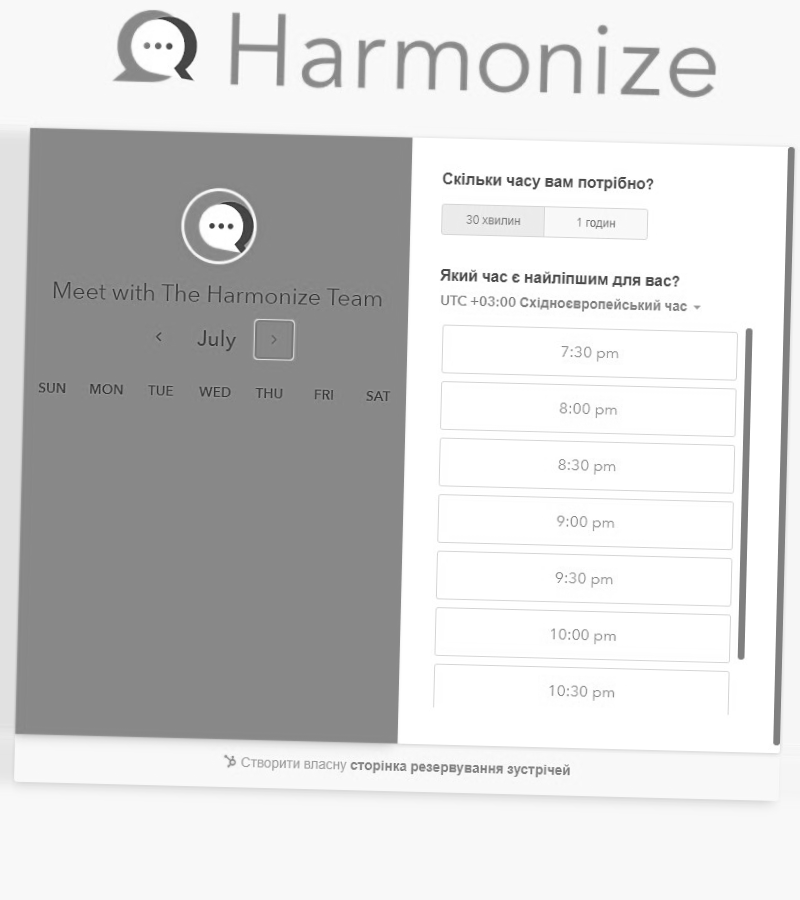 Harmonize
Meet with The Harmonize Team
July
SUN MON TUE WED THU FRI SAT
Скільки часу вам потрібно?
30 хвилин 1 годин
Який час є найліпшим для вас?
UTC +03:00 Східноєвропейський час
7:30 pm
8:00 pm
8:30 pm
9:00 pm
9:30 pm
10:00 pm
10:30 pm
Створити власну сторінка резервування зустрічей